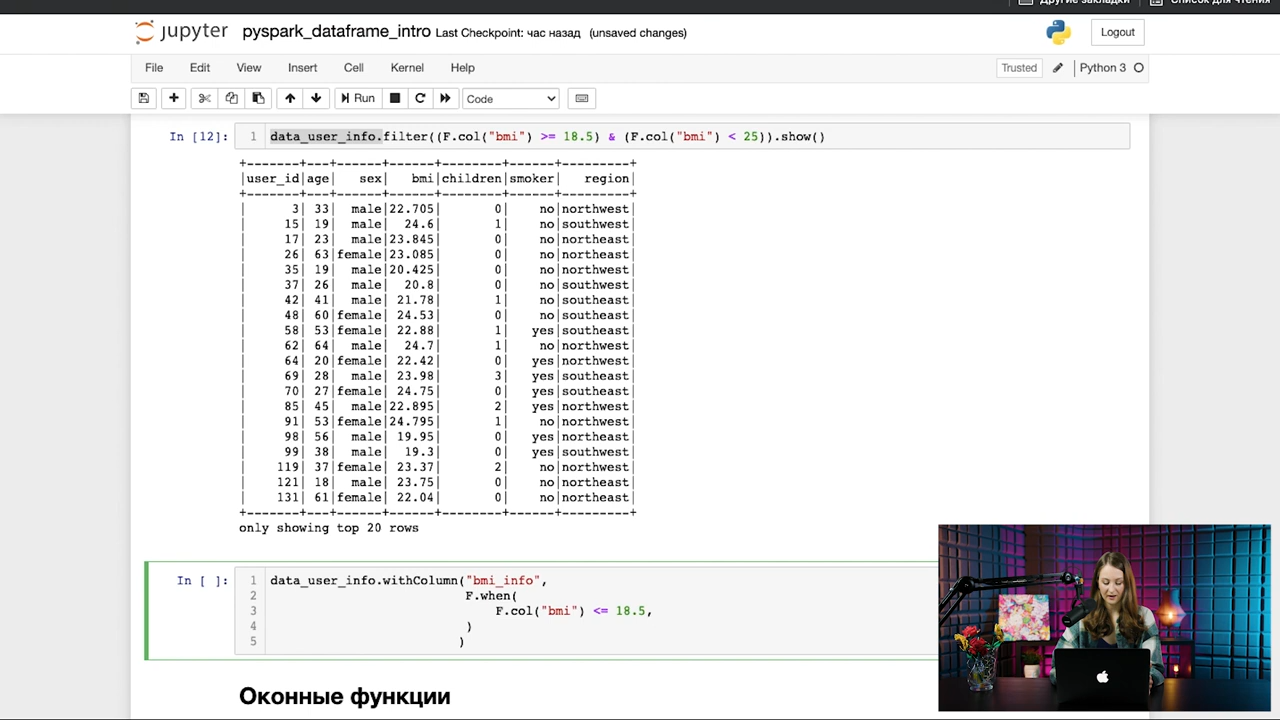 Другие закладки Список для чтения
jupyter pyspark_dataframe_intro Last Checkpoint: час назад (unsaved changes) Logout
File Edit View Insert Cell Kernel Help Trusted Python 3
Run Code
In [12]: 1 data_user_info.filter((F.col("bmi") >= 18.5) & (F.col("bmi") < 25)).show()
+-------+---+------+------+--------+------+---------+
|user_id|age| sex| bmi|children|smoker| region|
+-------+---+------+------+--------+------+---------+
| 3| 33| male|22.705| 0| no|northwest|
| 15| 19| male| 24.6| 1| no|southwest|
| 17| 23| male|23.845| 0| no|northeast|
| 26| 63|female|23.085| 0| no|northeast|
| 35| 19| male|20.425| 0| no|northwest|
| 37| 26| male| 20.8| 0| no|southwest|
| 42| 41| male| 21.78| 1| no|southeast|
| 48| 60|female| 24.53| 0| no|southeast|
| 58| 53|female| 22.88| 1| yes|southeast|
| 62| 64| male| 24.7| 1| no|northwest|
| 64| 20|female| 22.42| 0| yes|northwest|
| 69| 28| male| 23.98| 3| yes|southeast|
| 70| 27|female| 24.75| 0| yes|southeast|
| 85| 45| male|22.895| 2| yes|northwest|
| 91| 53|female|24.795| 1| no|northwest|
| 98| 56| male| 19.95| 0| yes|northeast|
| 99| 38| male| 19.3| 0| yes|southwest|
| 119| 37|female| 23.37| 2| no|northwest|
| 121| 18| male| 23.75| 0| no|northeast|
| 131| 61|female| 22.04| 0| no|northeast|
+-------+---+------+------+--------+------+---------+
only showing top 20 rows
In [ ]: 1 data_user_info.withColumn("bmi_info",
2 F.when(
3 F.col("bmi") <= 18.5,
4 )
5 )
Оконные функции